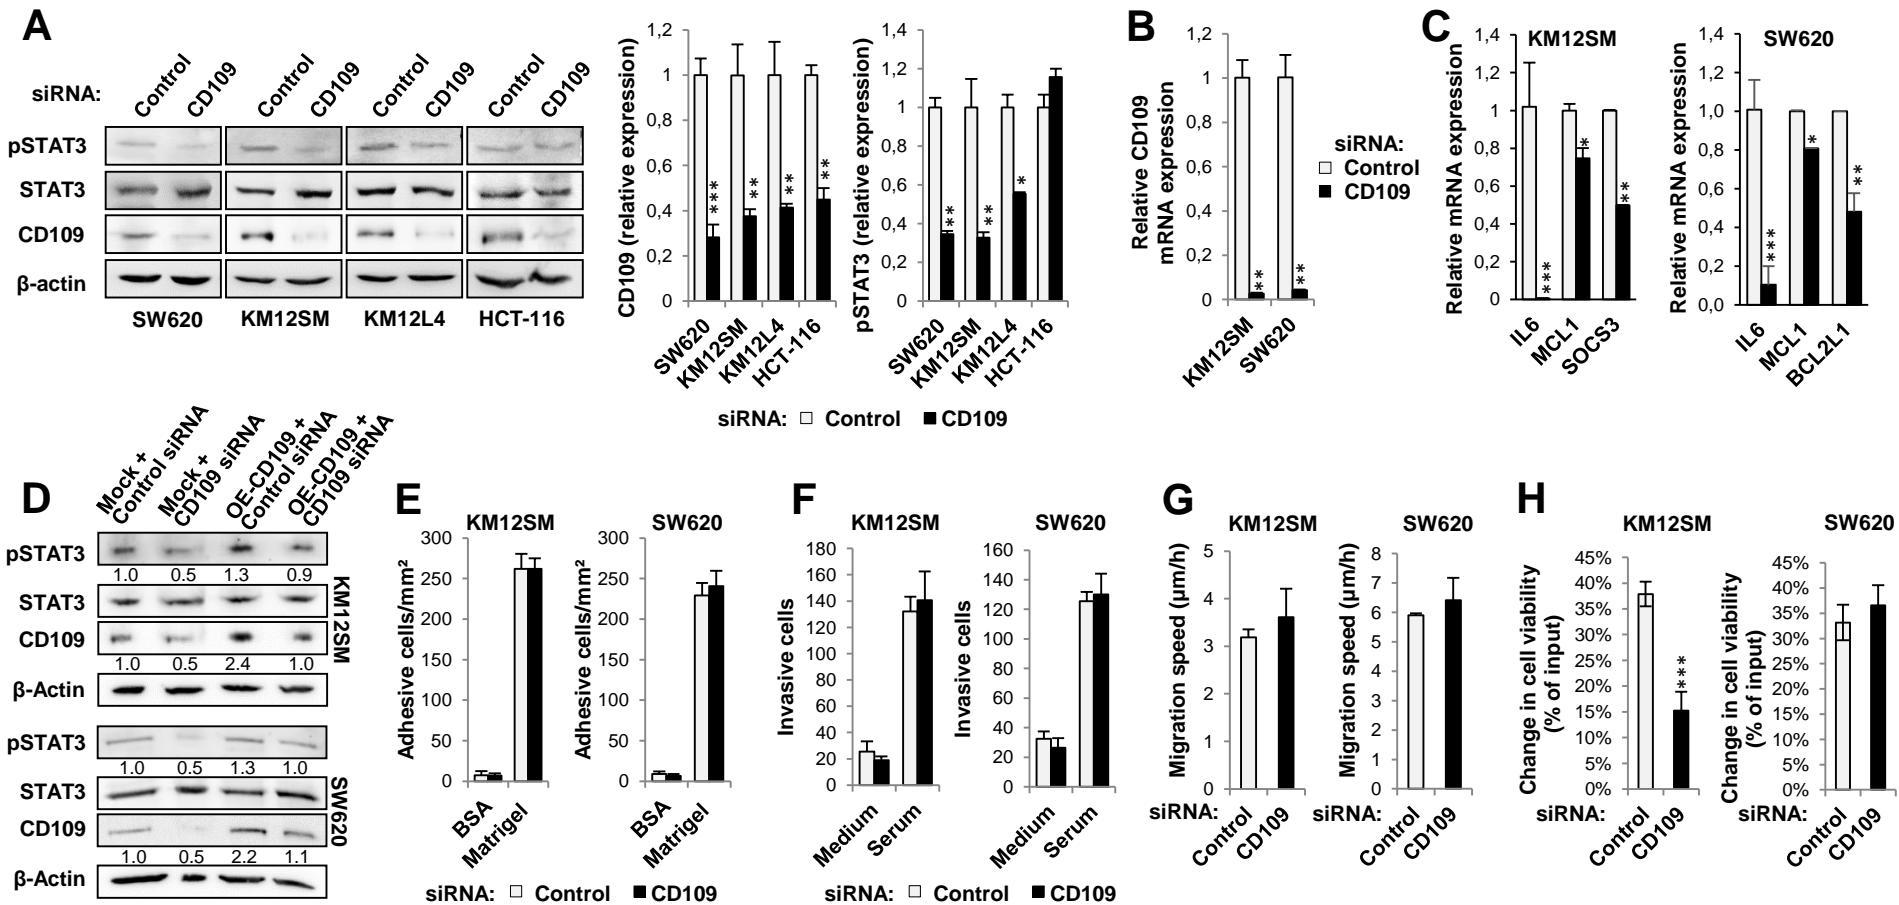 A
siRNA:
Control
CD109
Control
CD109
Control
CD109
Control
CD109
pSTAT3
STAT3
CD109
β-actin
SW620
KM12SM
KM12L4
HCT-116
CD109 (relative expression)
1,2
1
0,8
0,6
0,4
0,2
0
***
**
**
**
SW620
KM12SM
KM12L4
HCT-116
pSTAT3 (relative expression)
1,4
1,2
1
0,8
0,6
0,4
0,2
0
**
**
*
SW620
KM12SM
KM12L4
HCT-116
siRNA: Control CD109
B
Relative CD109
mRNA expression
1,2
1
0,8
0,6
0,4
0,2
0
**
**
KM12SM
SW620
siRNA:
Control
CD109
C
KM12SM
Relative mRNA expression
1,4
1,2
1
0,8
0,6
0,4
0,2
0
***
*
**
IL6
MCL1
SOCS3
SW620
Relative mRNA expression
1,4
1,2
1,0
0,8
0,6
0,4
0,2
0,0
***
*
**
IL6
MCL1
BCL2L1
D
Mock +
Control siRNA
Mock +
CD109 siRNA
OE-CD109 +
Control siRNA
OE-CD109 +
CD109 siRNA
pSTAT3
1.0 0.5 1.3 0.9
STAT3
CD109
1.0 0.5 2.4 1.0
β-Actin
KM12SM
pSTAT3
1.0 0.5 1.3 1.0
STAT3
CD109
1.0 0.5 2.2 1.1
β-Actin
SW620
E
KM12SM
Adhesive cells/mm²
300
250
200
150
100
50
0
BSA
Matrigel
SW620
Adhesive cells/mm²
300
250
200
150
100
50
0
BSA
Matrigel
siRNA: Control CD109
F
KM12SM
Invasive cells
180
160
140
120
100
80
60
40
20
0
Medium
Serum
SW620
Invasive cells
160
140
120
100
80
60
40
20
0
Medium
Serum
siRNA: Control CD109
G
KM12SM
Migration speed (µm/h)
5
4
3
2
1
0
siRNA:
Control
CD109
SW620
Migration speed (µm/h)
8
7
6
5
4
3
2
1
0
siRNA:
Control
CD109
H
KM12SM
Change in cell viability
(% of input)
45%
40%
35%
30%
25%
20%
15%
10%
5%
0%
***
siRNA:
Control
CD109
SW620
Change in cell viability
(% of input)
45%
40%
35%
30%
25%
20%
15%
10%
5%
0%
siRNA:
Control
CD109